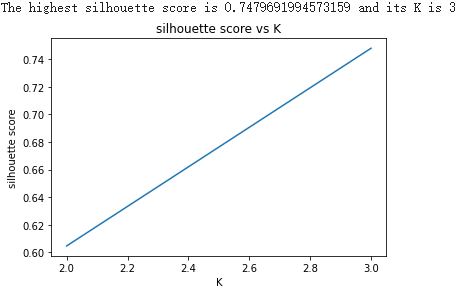 The highest silhouette score is 0.7479691994573159 and its K is 3
silhouette score vs K
0.74
0.72
0.70
0.68
0.66
0.64
0.62
0.60
silhouette score
2.0 2.2 2.4 2.6 2.8 3.0
K